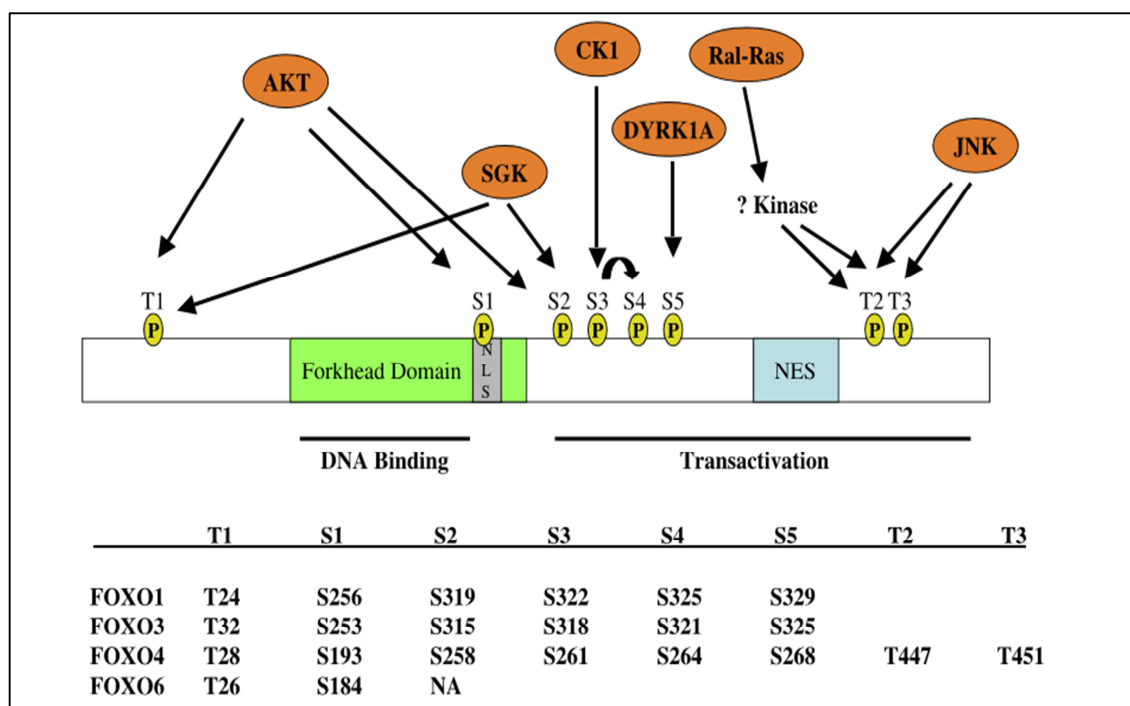 CK1
Ral-Ras
AKT
DYRK1A
JNK
SGK
? Kinase
T1 S1 S2 S3 S4 S5 T2 T3
P P P P P P P P
Forkhead Domain
N
L
S
NES
DNA Binding
Transactivation
T1 S1 S2 S3 S4 S5 T2 T3
FOXO1 T24 S256 S319 S322 S325 S329
FOXO3 T32 S253 S315 S318 S321 S325
FOXO4 T28 S193 S258 S261 S264 S268 T447 T451
FOXO6 T26 S184 NA